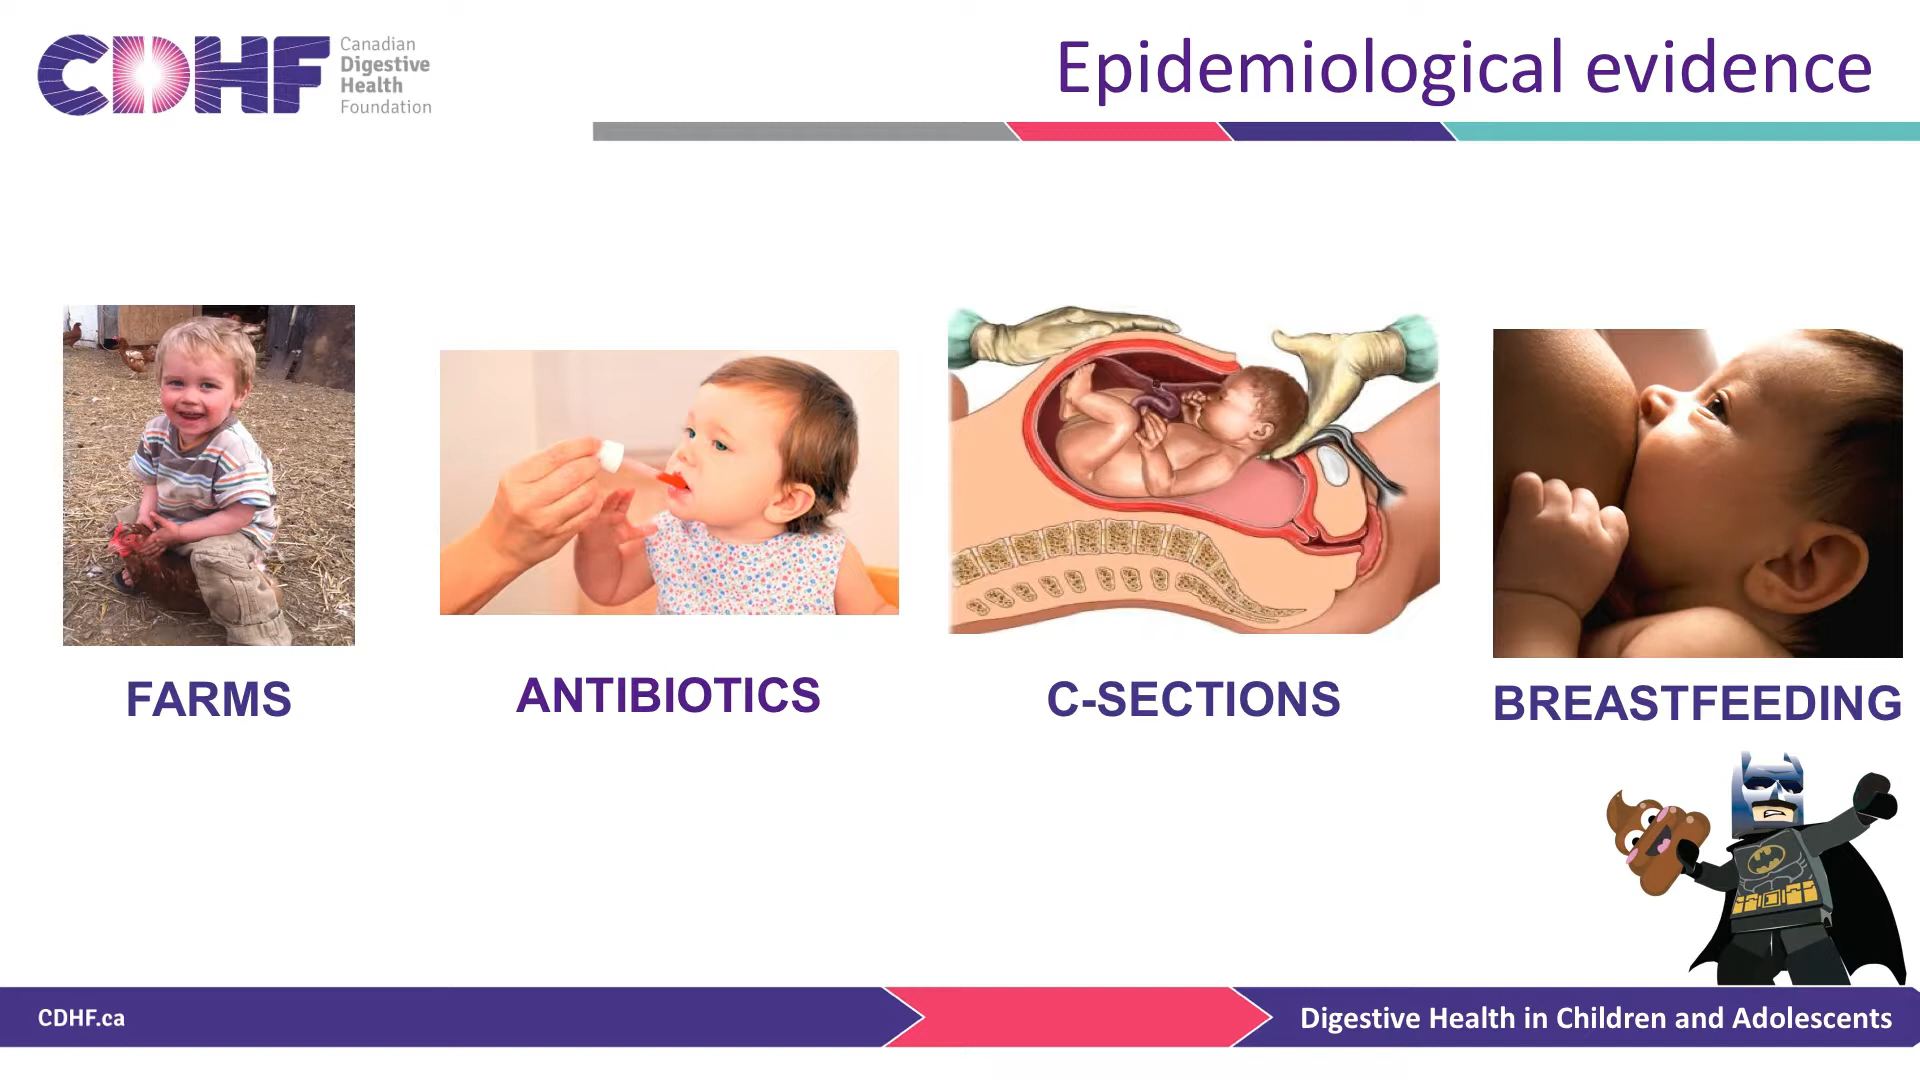 CDHF
Canadian
Digestive
Health
Foundation
Epidemiological evidence
FARMS
ANTIBIOTICS
C-SECTIONS
BREASTFEEDING
CDHF.ca
Digestive Health in Children and Adolescents